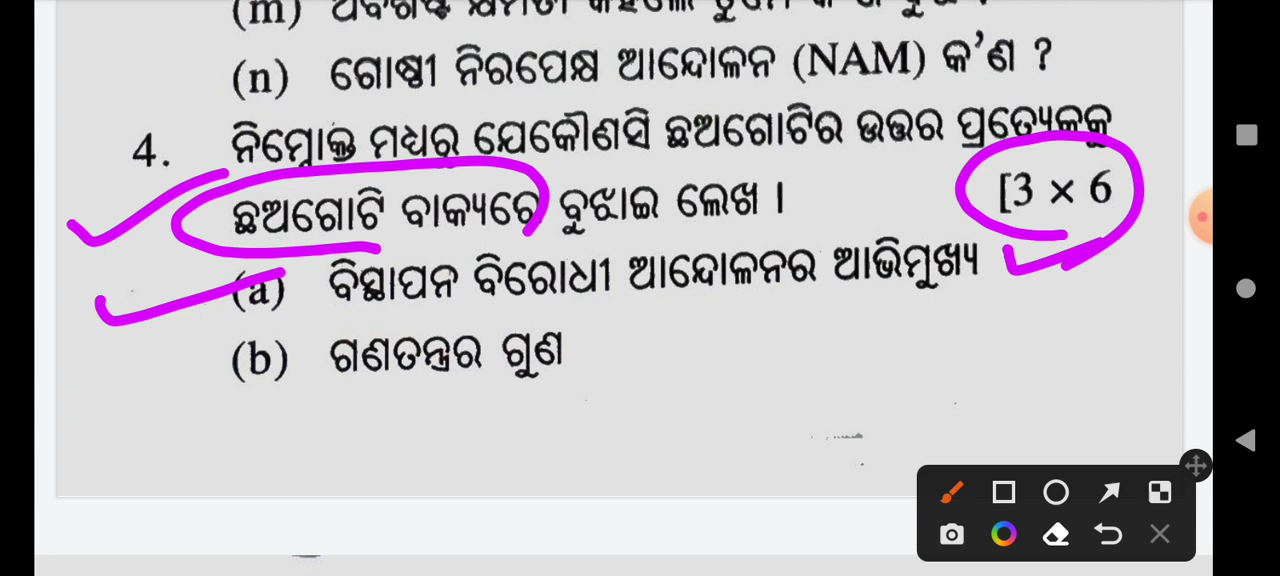 (m)
(n) ଗୋଷ୍ଠୀ ନିରପେକ୍ଷ ଆନ୍ଦୋଳନ (NAM) କ'ଣ ?
4. ନିମ୍ନୋକ୍ତ ମଧ୍ୟରୁ ଯେକୌଣସି ଛଅଗୋଟିର ଉତ୍ତର ପ୍ରତ୍ୟେକକୁ
ଛଅଗୋଟି ବାକ୍ୟରେ ବୁଝାଇ ଲେଖ । [3 × 6
(a) ବିସ୍ଥାପନ ବିରୋଧୀ ଆନ୍ଦୋଳନର ଆଭିମୁଖ୍ୟ
(b) ଗଣତନ୍ତ୍ରର ଗୁଣ